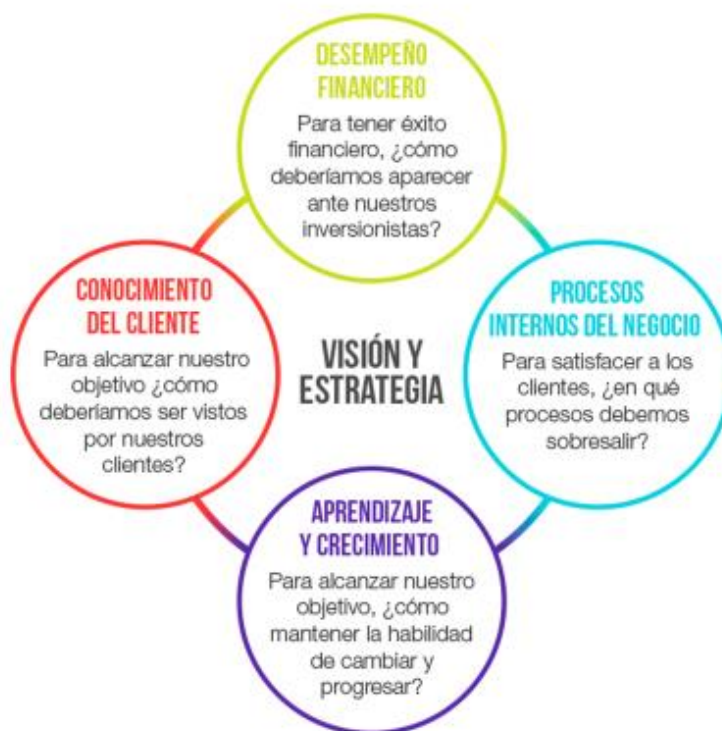 DESEMPEÑO
FINANCIERO
Para tener éxito
financiero, ¿cómo
deberíamos aparecer
ante nuestros
inversionistas?
CONOCIMIENTO
DEL CLIENTE
Para alcanzar nuestro
objetivo ¿cómo
deberíamos ser vistos
por nuestros
clientes?
VISIÓN Y
ESTRATEGIA
PROCESOS
INTERNOS DEL NEGOCIO
Para satisfacer a los
clientes, ¿en qué
procesos debemos
sobresalir?
APRENDIZAJE
Y CRECIMIENTO
Para alcanzar nuestro
objetivo, ¿cómo
mantener la habilidad
de cambiar y
progresar?